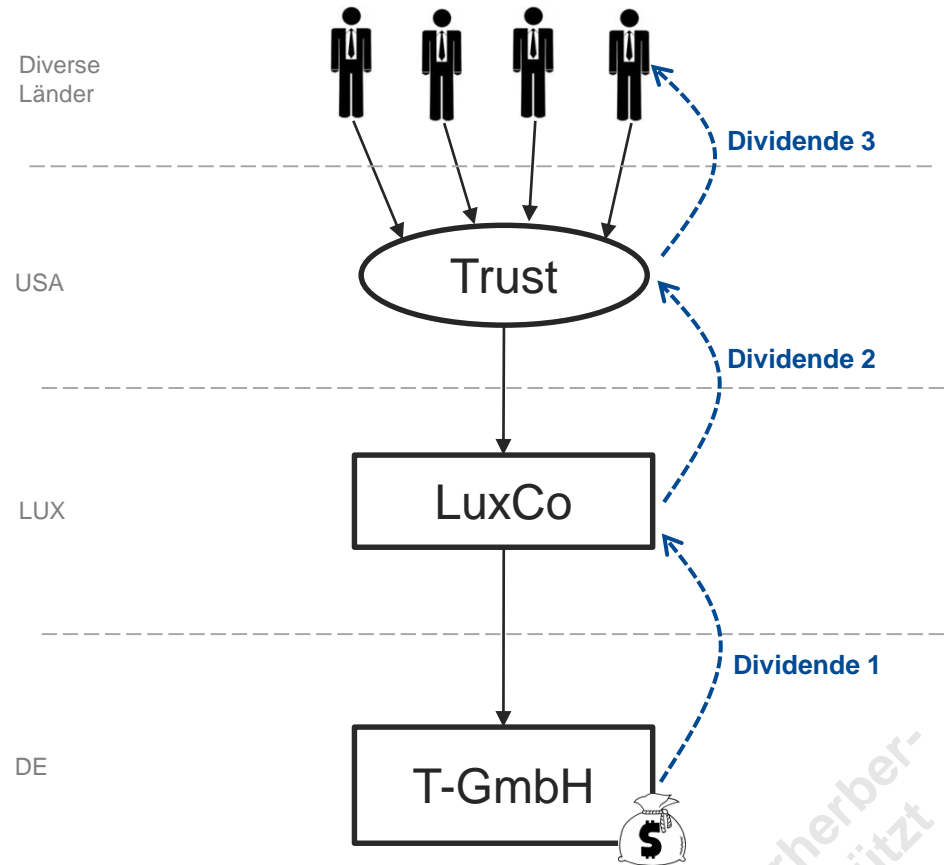 Diverse
Länder
Dividende 3
Trust
USA
Dividende 2
LuxCo
LUX
Dividende 1
DE
T-GmbH
$